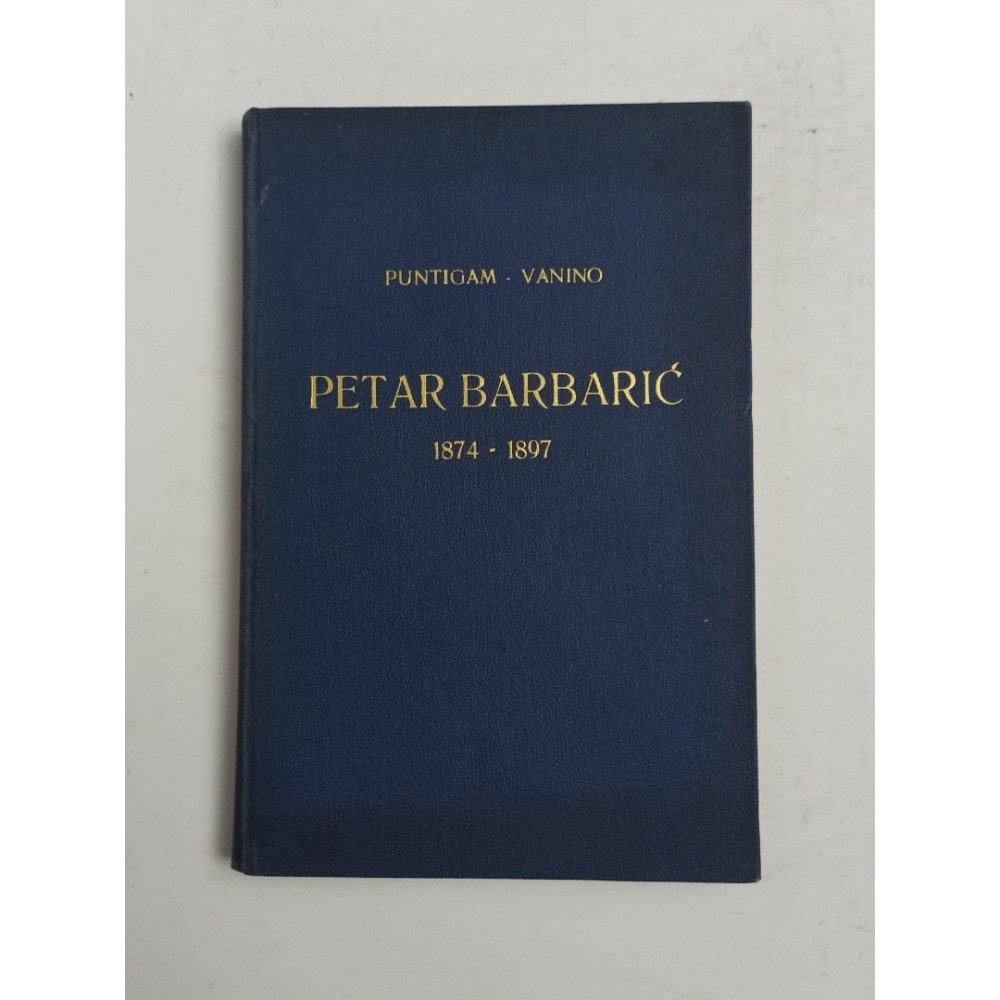 PUNTIGAM - VANINO
PETAR BARBARIĆ
1874 - 1897